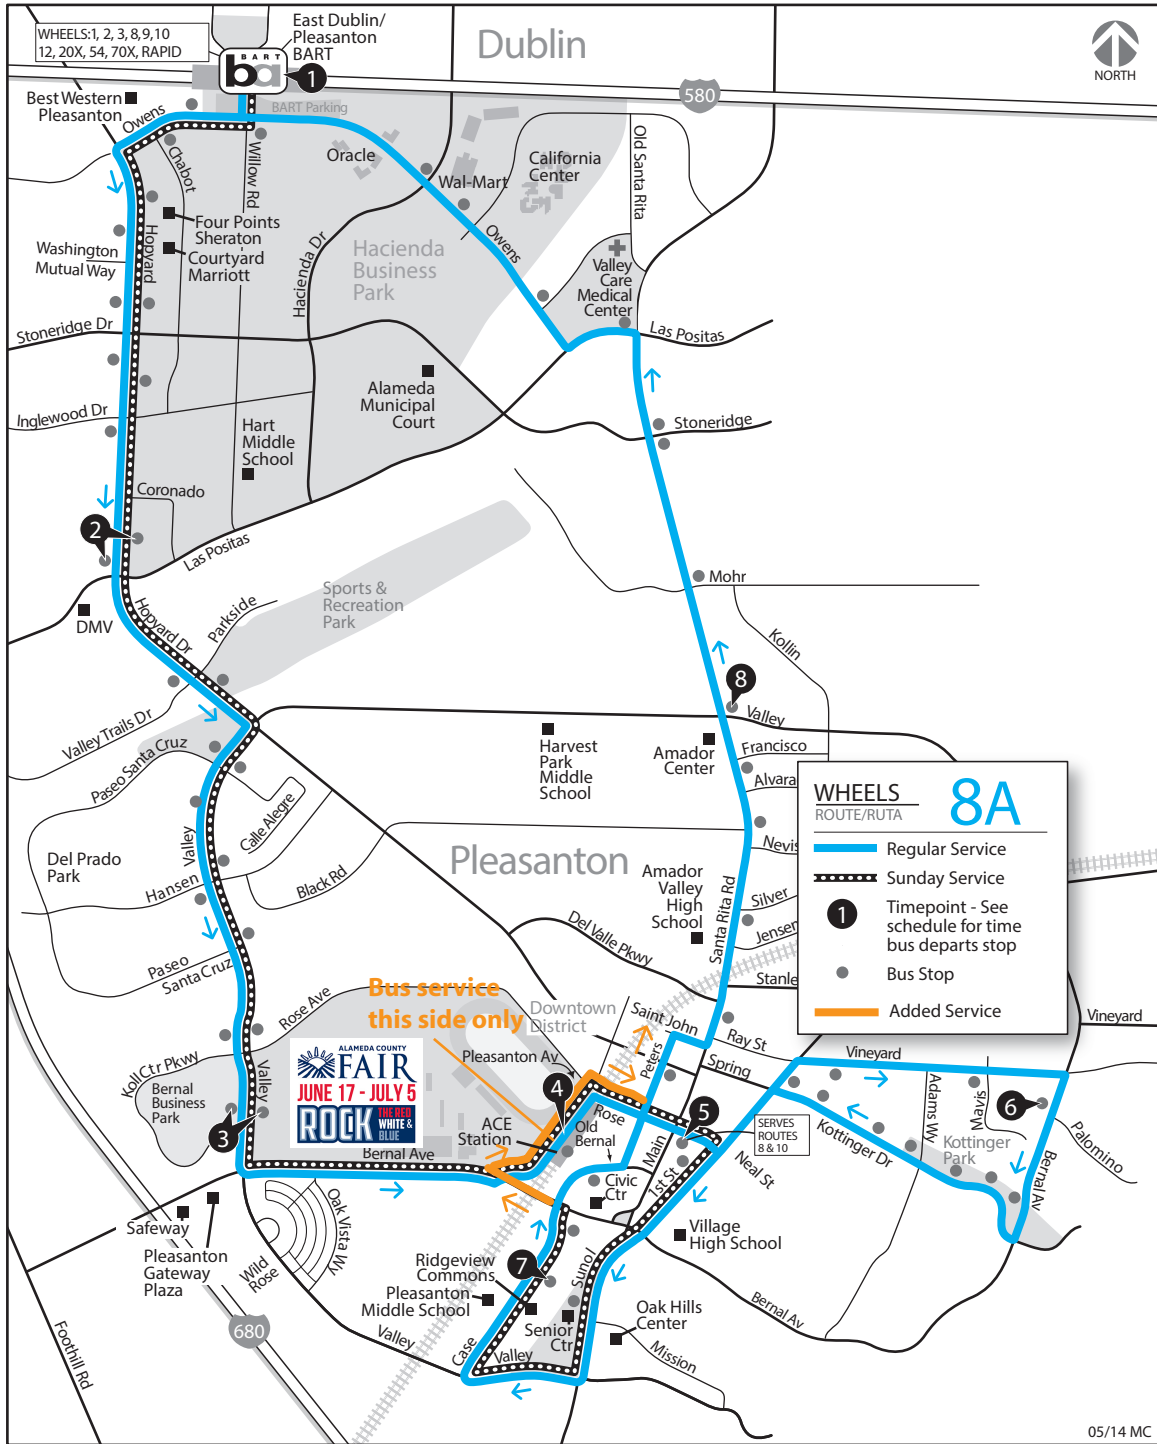 WHEELS:1, 2, 3, 8,9,10
12, 20X, 54, 70X, RAPID
East Dublin/
Pleasanton
BART
BART
ba
1
Dublin
NORTH
580
Best Western
Pleasanton
BART Parking
Owens
Chabot
Willow Rd
Oracle
Wal-Mart
California
Center
Old Santa Rita
Four Points
Sheraton
Courtyard
Marriott
Hopyard
Washington
Mutual Way
Hacienda Dr
Hacienda
Business
Park
Owens
Valley
Care
Medical
Center
Stoneridge Dr
Las Positas
Alameda
Municipal
Court
Inglewood Dr
Hart
Middle
School
Stoneridge
Coronado
2
Las Positas
DMV
Hopyard Dr
Parkside
Sports &
Recreation
Park
Mohr
Kollin
8
Valley
Valley Trails Dr
Paseo Santa Cruz
Harvest
Park
Middle
School
Amador
Center
Francisco
Alvara
Nevis
WHEELS
ROUTE/RUTA
8A
Regular Service
Sunday Service
1
Timepoint - See
schedule for time
bus departs stop
Bus Stop
Added Service
Calle Alegre
Valley
Del Prado
Park
Hansen
Black Rd
Pleasanton
Amador
Valley
High
School
Santa Rita Rd
Silver
Jensen
Del Valle Pkwy
Stanle
Paseo
Santa Cruz
Rose Ave
Bus service
this side only
Downtown
District
Saint John
Ray St
Vineyard
Vineyard
Koll Ctr Pkwy
ALAMEDA COUNTY
FAIR
JUNE 17 - JULY 5
ROCK
THE RED
WHITE &
BLUE
Pleasanton Av
Peters
Spring
Bernal
Business
Park
Valley
3
4
ACE
Station
Rose
Old
Bernal
Main
5
SERVES
ROUTES
8 & 10
Adams Wy
Mavis
6
Kottinger Dr
Kottinger
Park
Palomino
Bernal Av
Bernal Ave
Civic
Ctr
1st St
Neal St
Safeway
Pleasanton
Gateway
Plaza
Oak Vista Wy
Wild
Rose
Village
High School
Ridgeview
Commons
7
Pleasanton
Middle School
Sunol
Senior
Ctr
Oak Hills
Center
Bernal Av
680
Valley
Case
Valley
Mission
Foothill Rd
05/14 MC